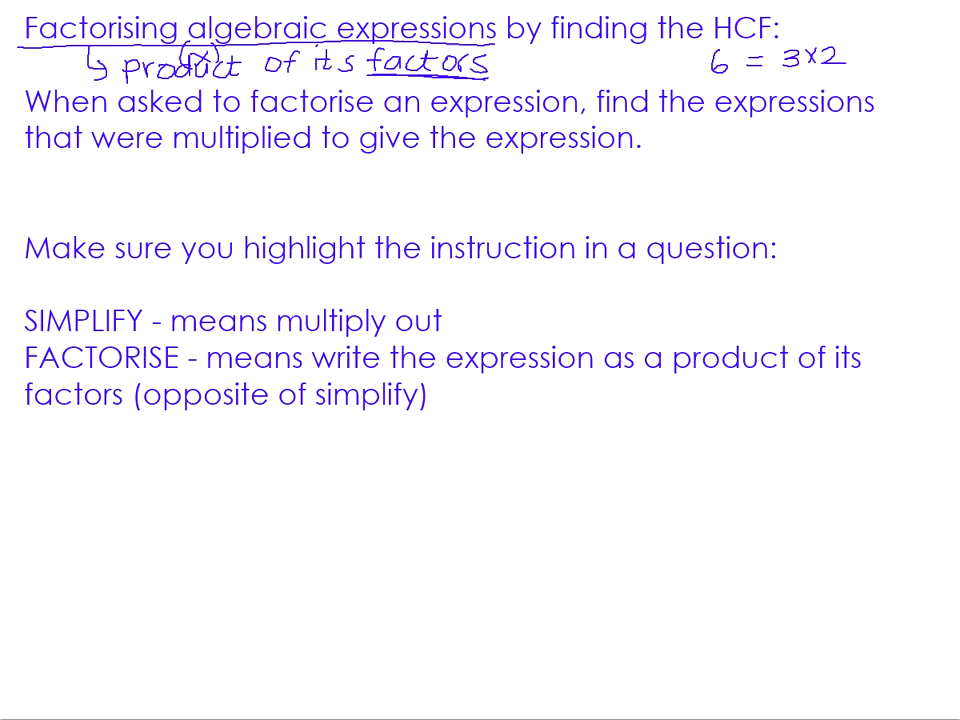 Factorising algebraic expressions by finding the HCF:
↳ product (×) of its factors 6 = 3×2
When asked to factorise an expression, find the expressions
that were multiplied to give the expression.
Make sure you highlight the instruction in a question:
SIMPLIFY - means multiply out
FACTORISE - means write the expression as a product of its
factors (opposite of simplify)